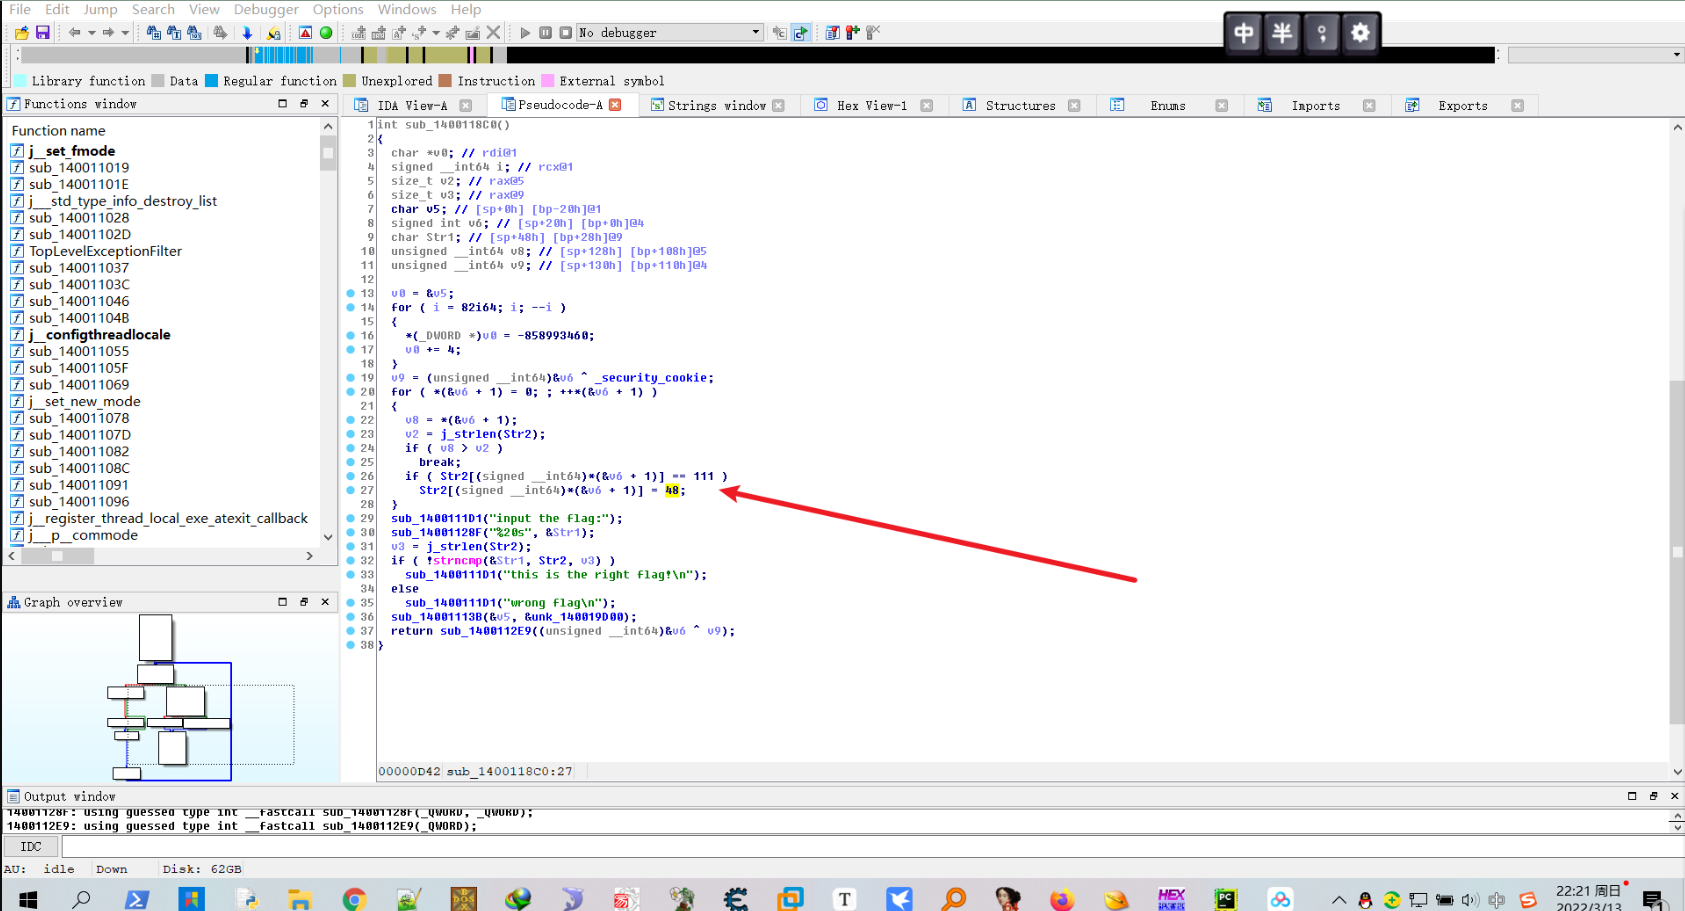 File Edit Jump Search View Debugger Options Windows Help
No debugger
中 半 ;
Library function Data Regular function Unexplored Instruction External symbol
Functions window
IDA View-A Pseudocode-A Strings window Hex View-1 Structures Enums Imports Exports
Function name
j__set_fmode
sub_140011019
sub_14001101E
j___std_type_info_destroy_list
sub_140011028
sub_14001102D
TopLevelExceptionFilter
sub_140011037
sub_14001103C
sub_140011046
sub_14001104B
j__configthreadlocale
sub_140011055
sub_14001105F
sub_140011069
j__set_new_mode
sub_140011078
sub_14001107D
sub_140011082
sub_14001108C
sub_140011091
sub_140011096
j__register_thread_local_exe_atexit_callback
j__p__commode
1 int sub_1400118C0()
2 {
3 char *v0; // rdi@1
4 signed __int64 i; // rcx@1
5 size_t v2; // rax@5
6 size_t v3; // rax@9
7 char v5; // [sp+0h] [bp-20h]@1
8 signed int v6; // [sp+20h] [bp+0h]@4
9 char Str1; // [sp+48h] [bp+28h]@9
10 unsigned __int64 v8; // [sp+128h] [bp+108h]@5
11 unsigned __int64 v9; // [sp+130h] [bp+110h]@4
12
13 v0 = &v5;
14 for ( i = 82i64; i; --i )
15 {
16 *(_DWORD *)v0 = -858993460;
17 v0 += 4;
18 }
19 v9 = (unsigned __int64)&v6 ^ _security_cookie;
20 for ( *(&v6 + 1) = 0; ; ++*(&v6 + 1) )
21 {
22 v8 = *(&v6 + 1);
23 v2 = j_strlen(Str2);
24 if ( v8 > v2 )
25 break;
26 if ( Str2[(signed __int64)*(&v6 + 1)] == 111 )
27 Str2[(signed __int64)*(&v6 + 1)] = 48;
28 }
29 sub_1400111D1("input the flag:");
30 sub_14001128F("%20s", &Str1);
31 v3 = j_strlen(Str2);
32 if ( !strncmp(&Str1, Str2, v3) )
33 sub_1400111D1("this is the right flag!\n");
34 else
35 sub_1400111D1("wrong flag\n");
36 sub_14001113B(&v5, &unk_140019D00);
37 return sub_1400112E9((unsigned __int64)&v6 ^ v9);
38 }
Graph overview
00000D42 sub_1400118C0:27
Output window
14001128F: using guessed type int __fastcall sub_14001128F(_QWORD, _QWORD);
1400112E9: using guessed type int __fastcall sub_1400112E9(_QWORD);
IDC
AU: idle Down Disk: 62GB
DOS T HEX PC 中 S
22:21 周日
2022/3/13